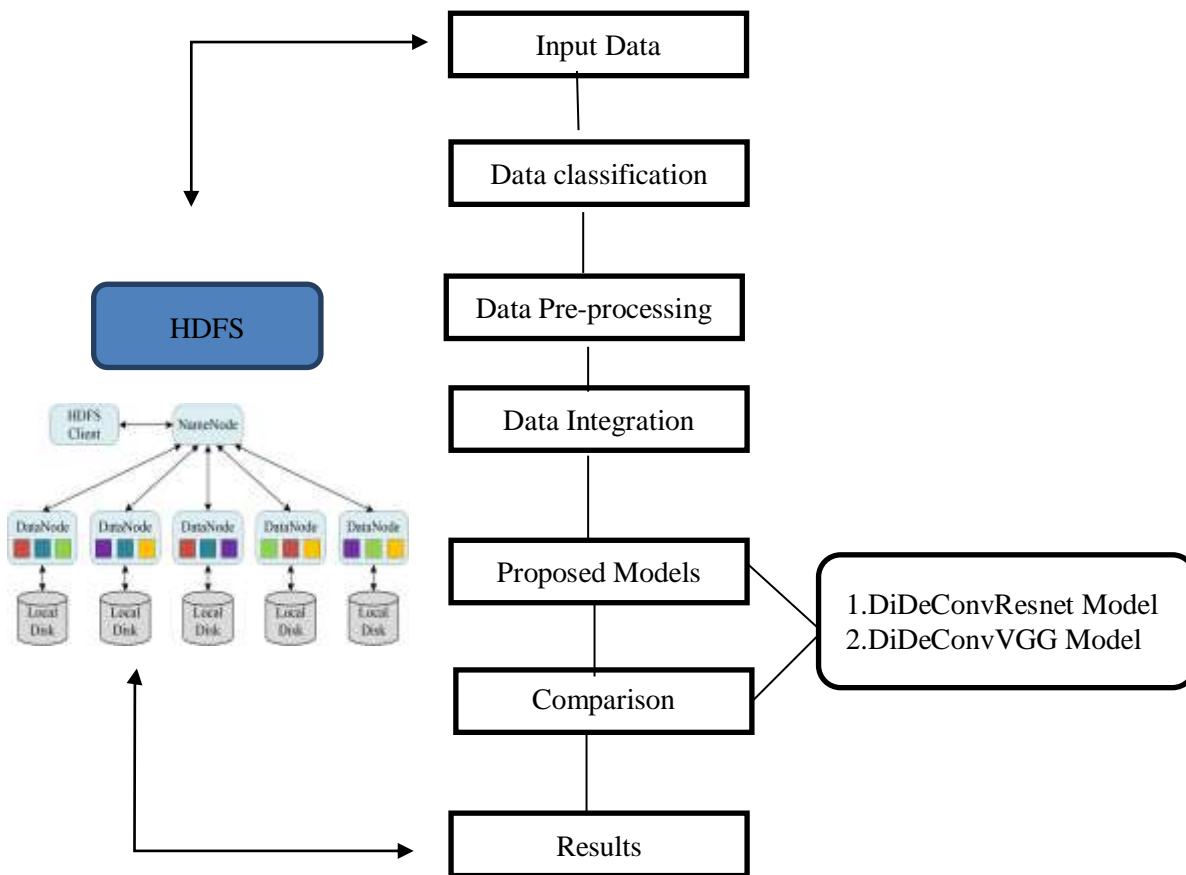 Input Data
Data classification
Data Pre-processing
HDFS
Data Integration
HDFS
Client
NameNode
DataNode
DataNode
DataNode
DataNode
DataNode
Local
Disk
Local
Disk
Local
Disk
Local
Disk
Local
Disk
Proposed Models
1.DiDeConvResnet Model
2.DiDeConvVGG Model
Comparison
Results